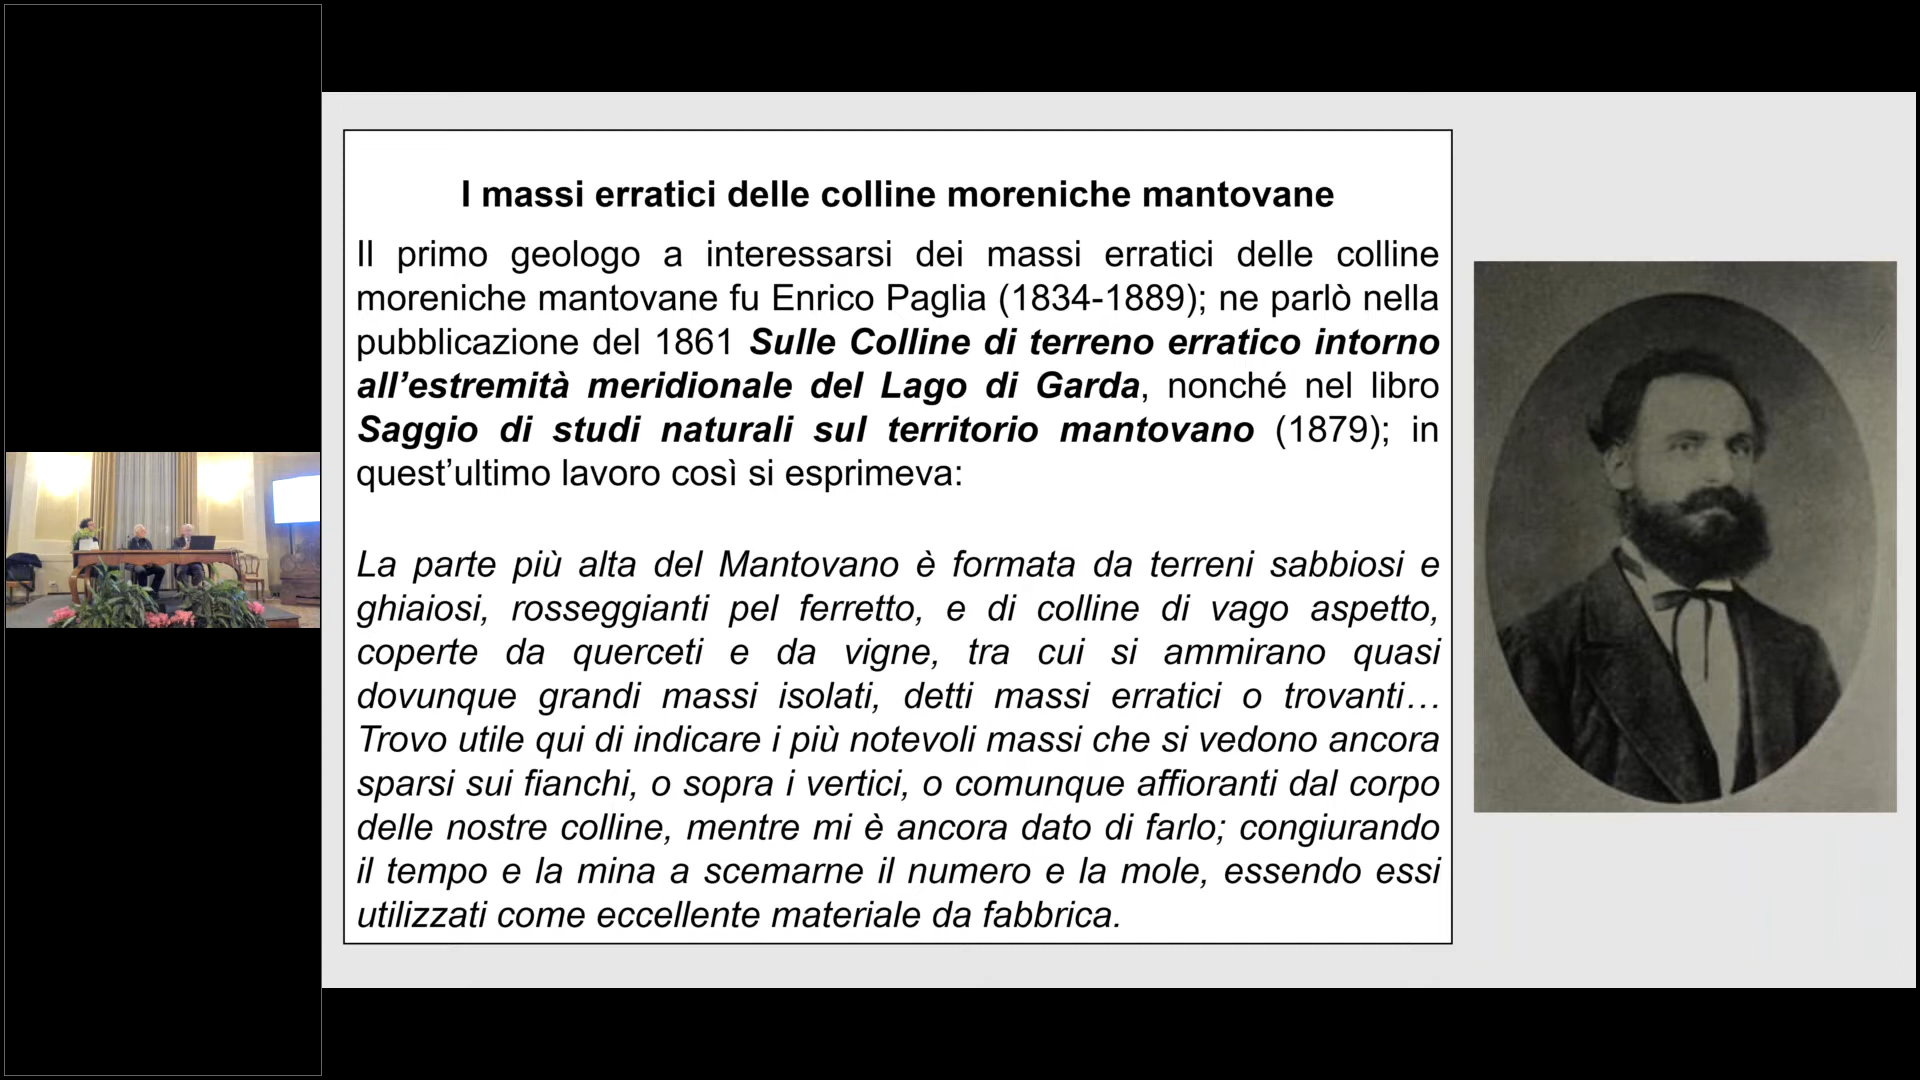 I massi erratici delle colline moreniche mantovane
Il primo geologo a interessarsi dei massi erratici delle colline
moreniche mantovane fu Enrico Paglia (1834-1889); ne parlò nella
pubblicazione del 1861 Sulle Colline di terreno erratico intorno
all’estremità meridionale del Lago di Garda, nonché nel libro
Saggio di studi naturali sul territorio mantovano (1879); in
quest’ultimo lavoro così si esprimeva:
La parte più alta del Mantovano è formata da terreni sabbiosi e
ghiaiosi, rosseggianti pel ferretto, e di colline di vago aspetto,
coperte da querceti e da vigne, tra cui si ammirano quasi
dovunque grandi massi isolati, detti massi erratici o trovanti…
Trovo utile qui di indicare i più notevoli massi che si vedono ancora
sparsi sui fianchi, o sopra i vertici, o comunque affioranti dal corpo
delle nostre colline, mentre mi è ancora dato di farlo; congiurando
il tempo e la mina a scemarne il numero e la mole, essendo essi
utilizzati come eccellente materiale da fabbrica.